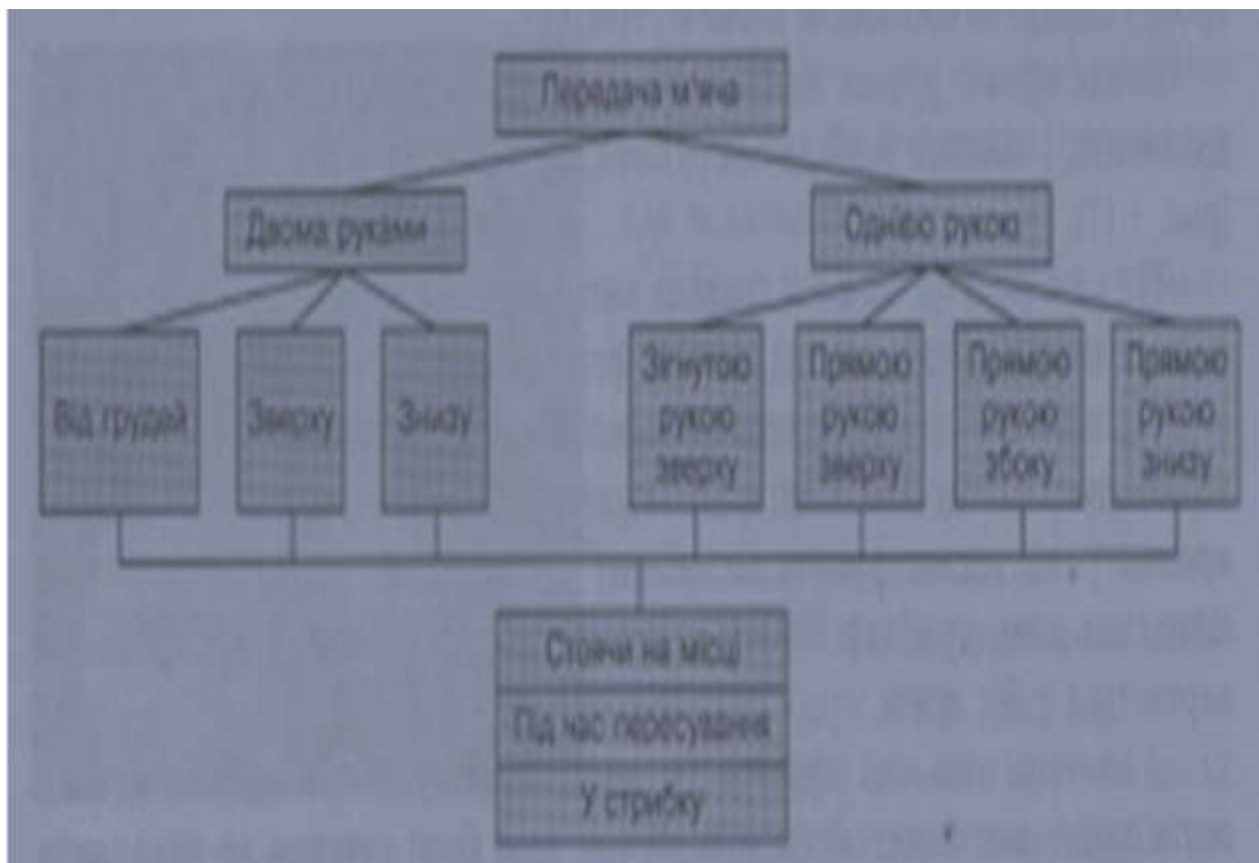 Передача м'яча
Двома руками
Однією рукою
Від грудей
Зверху
Знизу
Зігнутою
рукою
зверху
Прямою
рукою
зверху
Прямою
рукою
збоку
Прямою
рукою
знизу
Стоячи на місці
Під час пересування
У стрибку